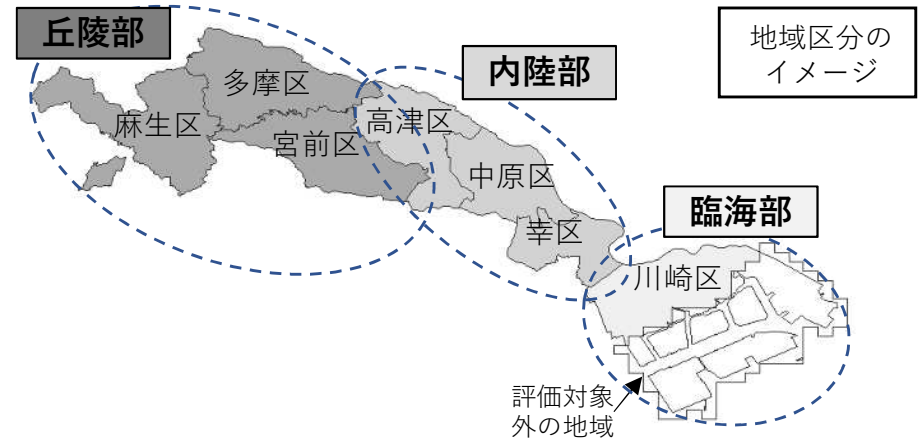 丘陵部
地域区分の
イメージ
内陸部
多摩区
高津区
麻生区
宮前区
中原区
臨海部
幸区
川崎区
評価対象
外の地域